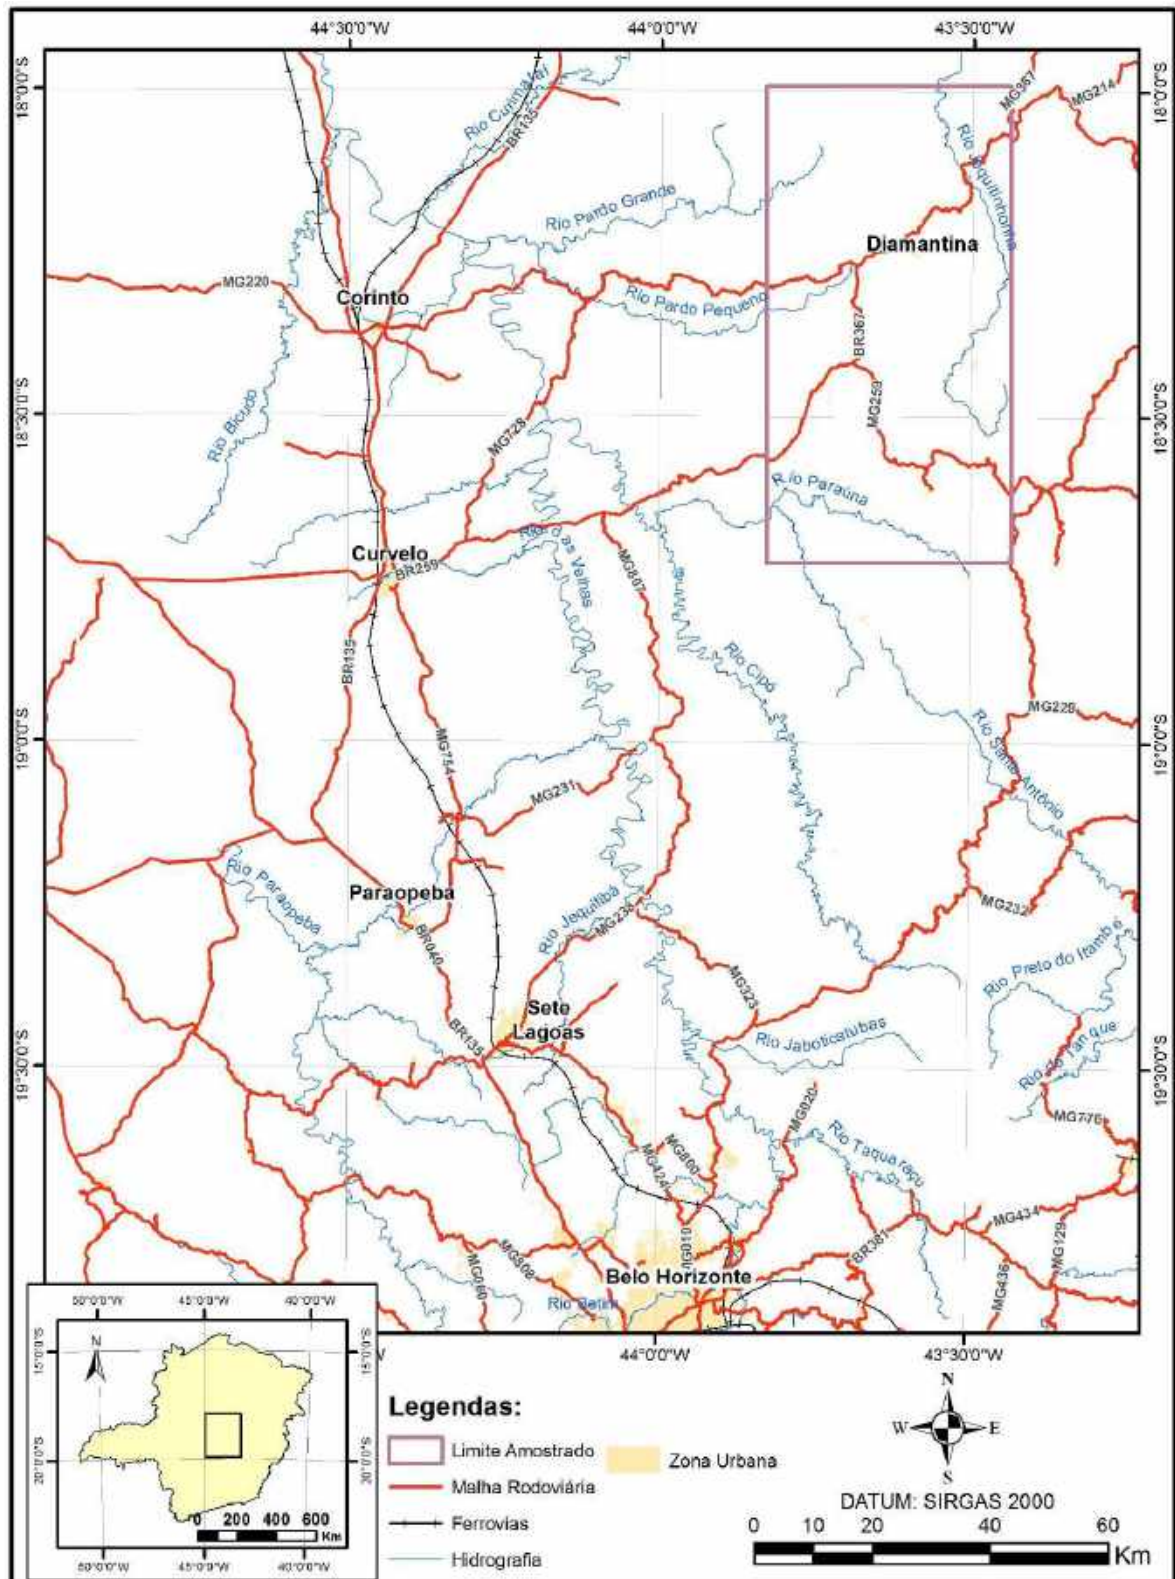 44°30'0"W 44°0'0"W 43°30'0"W
18°0'0"S
18°0'0"S
MG367
MG214
BR135
Rio Jequitinhonha
Rio Pardo Grande
Diamantina
MG220
Corinto
Rio Pardo Pequeno
BR367
MG259
Rio Bicudo
18°30'0"S
18°30'0"S
MG728
Rio Paraúna
Curvelo
BR259
as Velhas
BR135
Rio Cipó
MG229
19°0'0"S
19°0'0"S
MG754
MG231
Rio Santo Antônio
Rio Paraopeba
Paraopeba
Rio Jequitibá
MG238
MG232
BR040
Rio Preto do Itambé
MG323
Sete
Lagoas
BR135
Rio Jaboticatubas
Rio do Tanque
19°30'0"S
19°30'0"S
MG020
MG776
Rio Taquaraçu
MG800
MG424
MG434
BR381
MG129
MG010
MG808
MG060
MG436
Belo Horizonte
Rio Betim
44°0'0"W 43°30'0"W
50°0'0"W 45°0'0"W 40°0'0"W
N
15°0'0"S
15°0'0"S
20°0'0"S
20°0'0"S
0 200 400 600
Km
50°0'0"W 45°0'0"W 40°0'0"W
Legendas:
Limite Amostrado
Zona Urbana
Malha Rodoviária
Ferrovias
Hidrografia
N
W
E
S
DATUM: SIRGAS 2000
0 10 20 40 60
Km